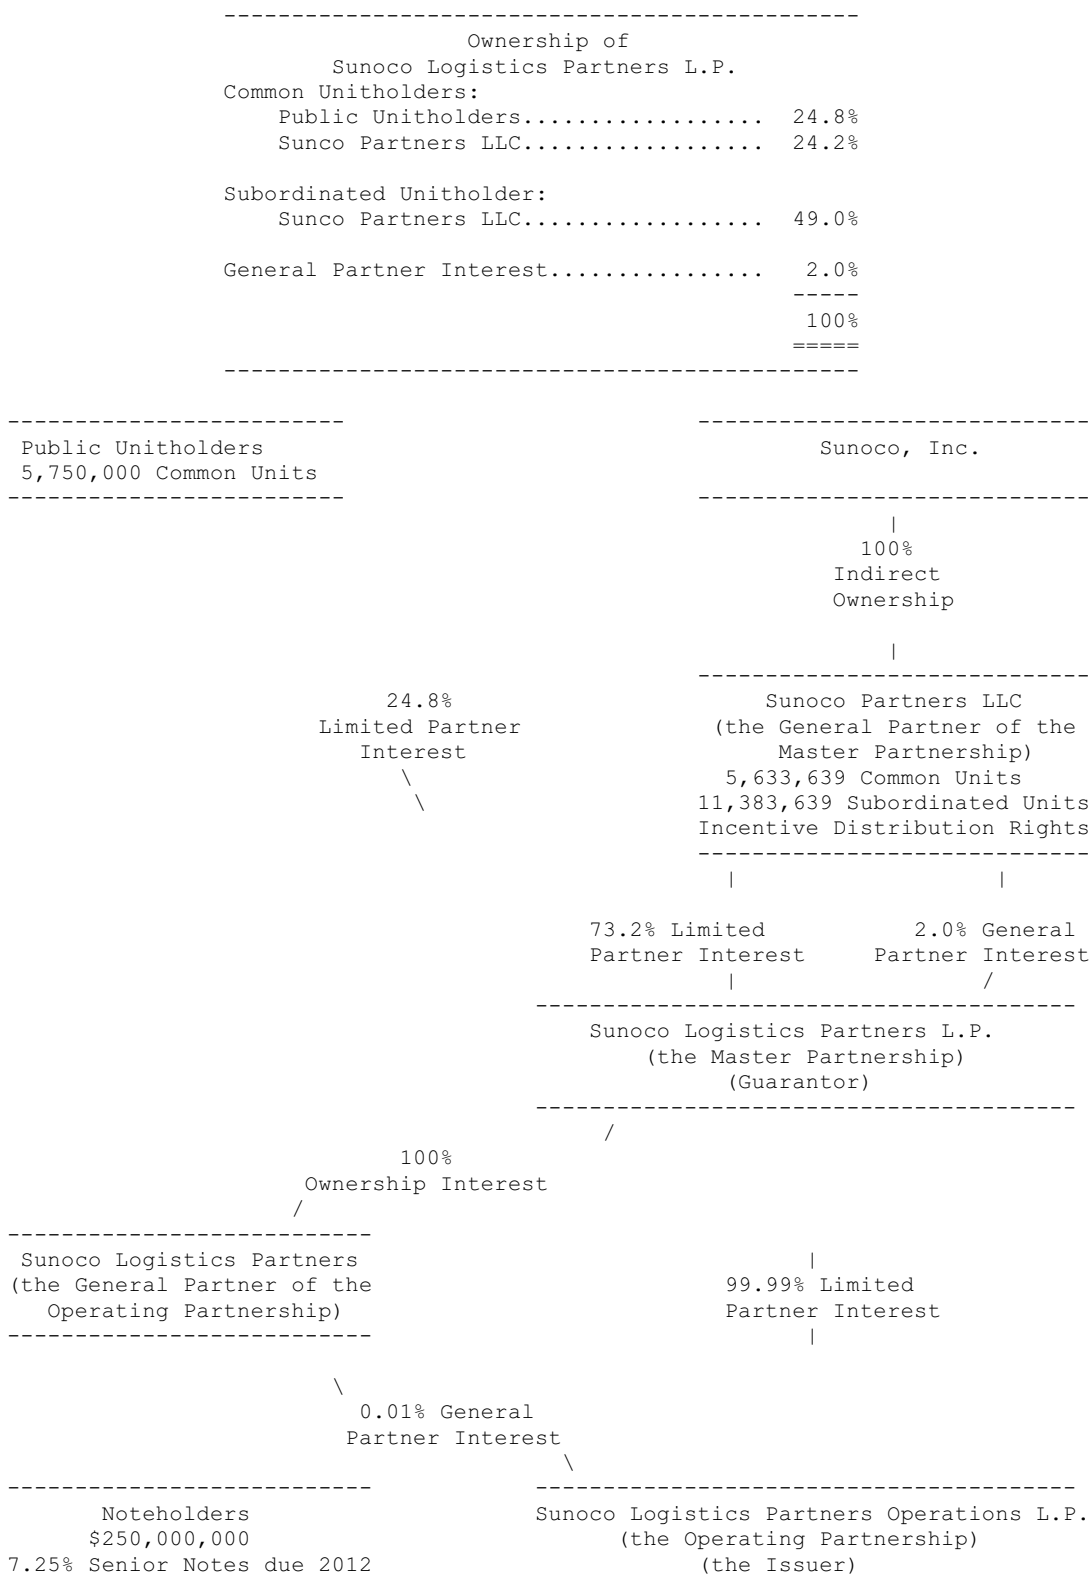 -----------------------------------------------
Ownership of
Sunoco Logistics Partners L.P.
Common Unitholders:
Public Unitholders.................. 24.8%
Sunco Partners LLC.................. 24.2%
Subordinated Unitholder:
Sunco Partners LLC.................. 49.0%
General Partner Interest................ 2.0%
-----
100%
=====
-----------------------------------------------
------------------------- -----------------------------
Public Unitholders Sunoco, Inc.
5,750,000 Common Units
------------------------- -----------------------------
|
100%
Indirect
Ownership
|
-----------------------------
24.8% Sunoco Partners LLC
Limited Partner (the General Partner of the
Interest Master Partnership)
\ 5,633,639 Common Units
\ 11,383,639 Subordinated Units
Incentive Distribution Rights
-----------------------------
| |
73.2% Limited 2.0% General
Partner Interest Partner Interest
| /
----------------------------------------
Sunoco Logistics Partners L.P.
(the Master Partnership)
(Guarantor)
----------------------------------------
/
100%
Ownership Interest
/
---------------------------
Sunoco Logistics Partners |
(the General Partner of the 99.99% Limited
Operating Partnership) Partner Interest
--------------------------- |
\
0.01% General
Partner Interest
\
--------------------------- ----------------------------------------
Noteholders Sunoco Logistics Partners Operations L.P.
$250,000,000 (the Operating Partnership)
7.25% Senior Notes due 2012 (the Issuer)